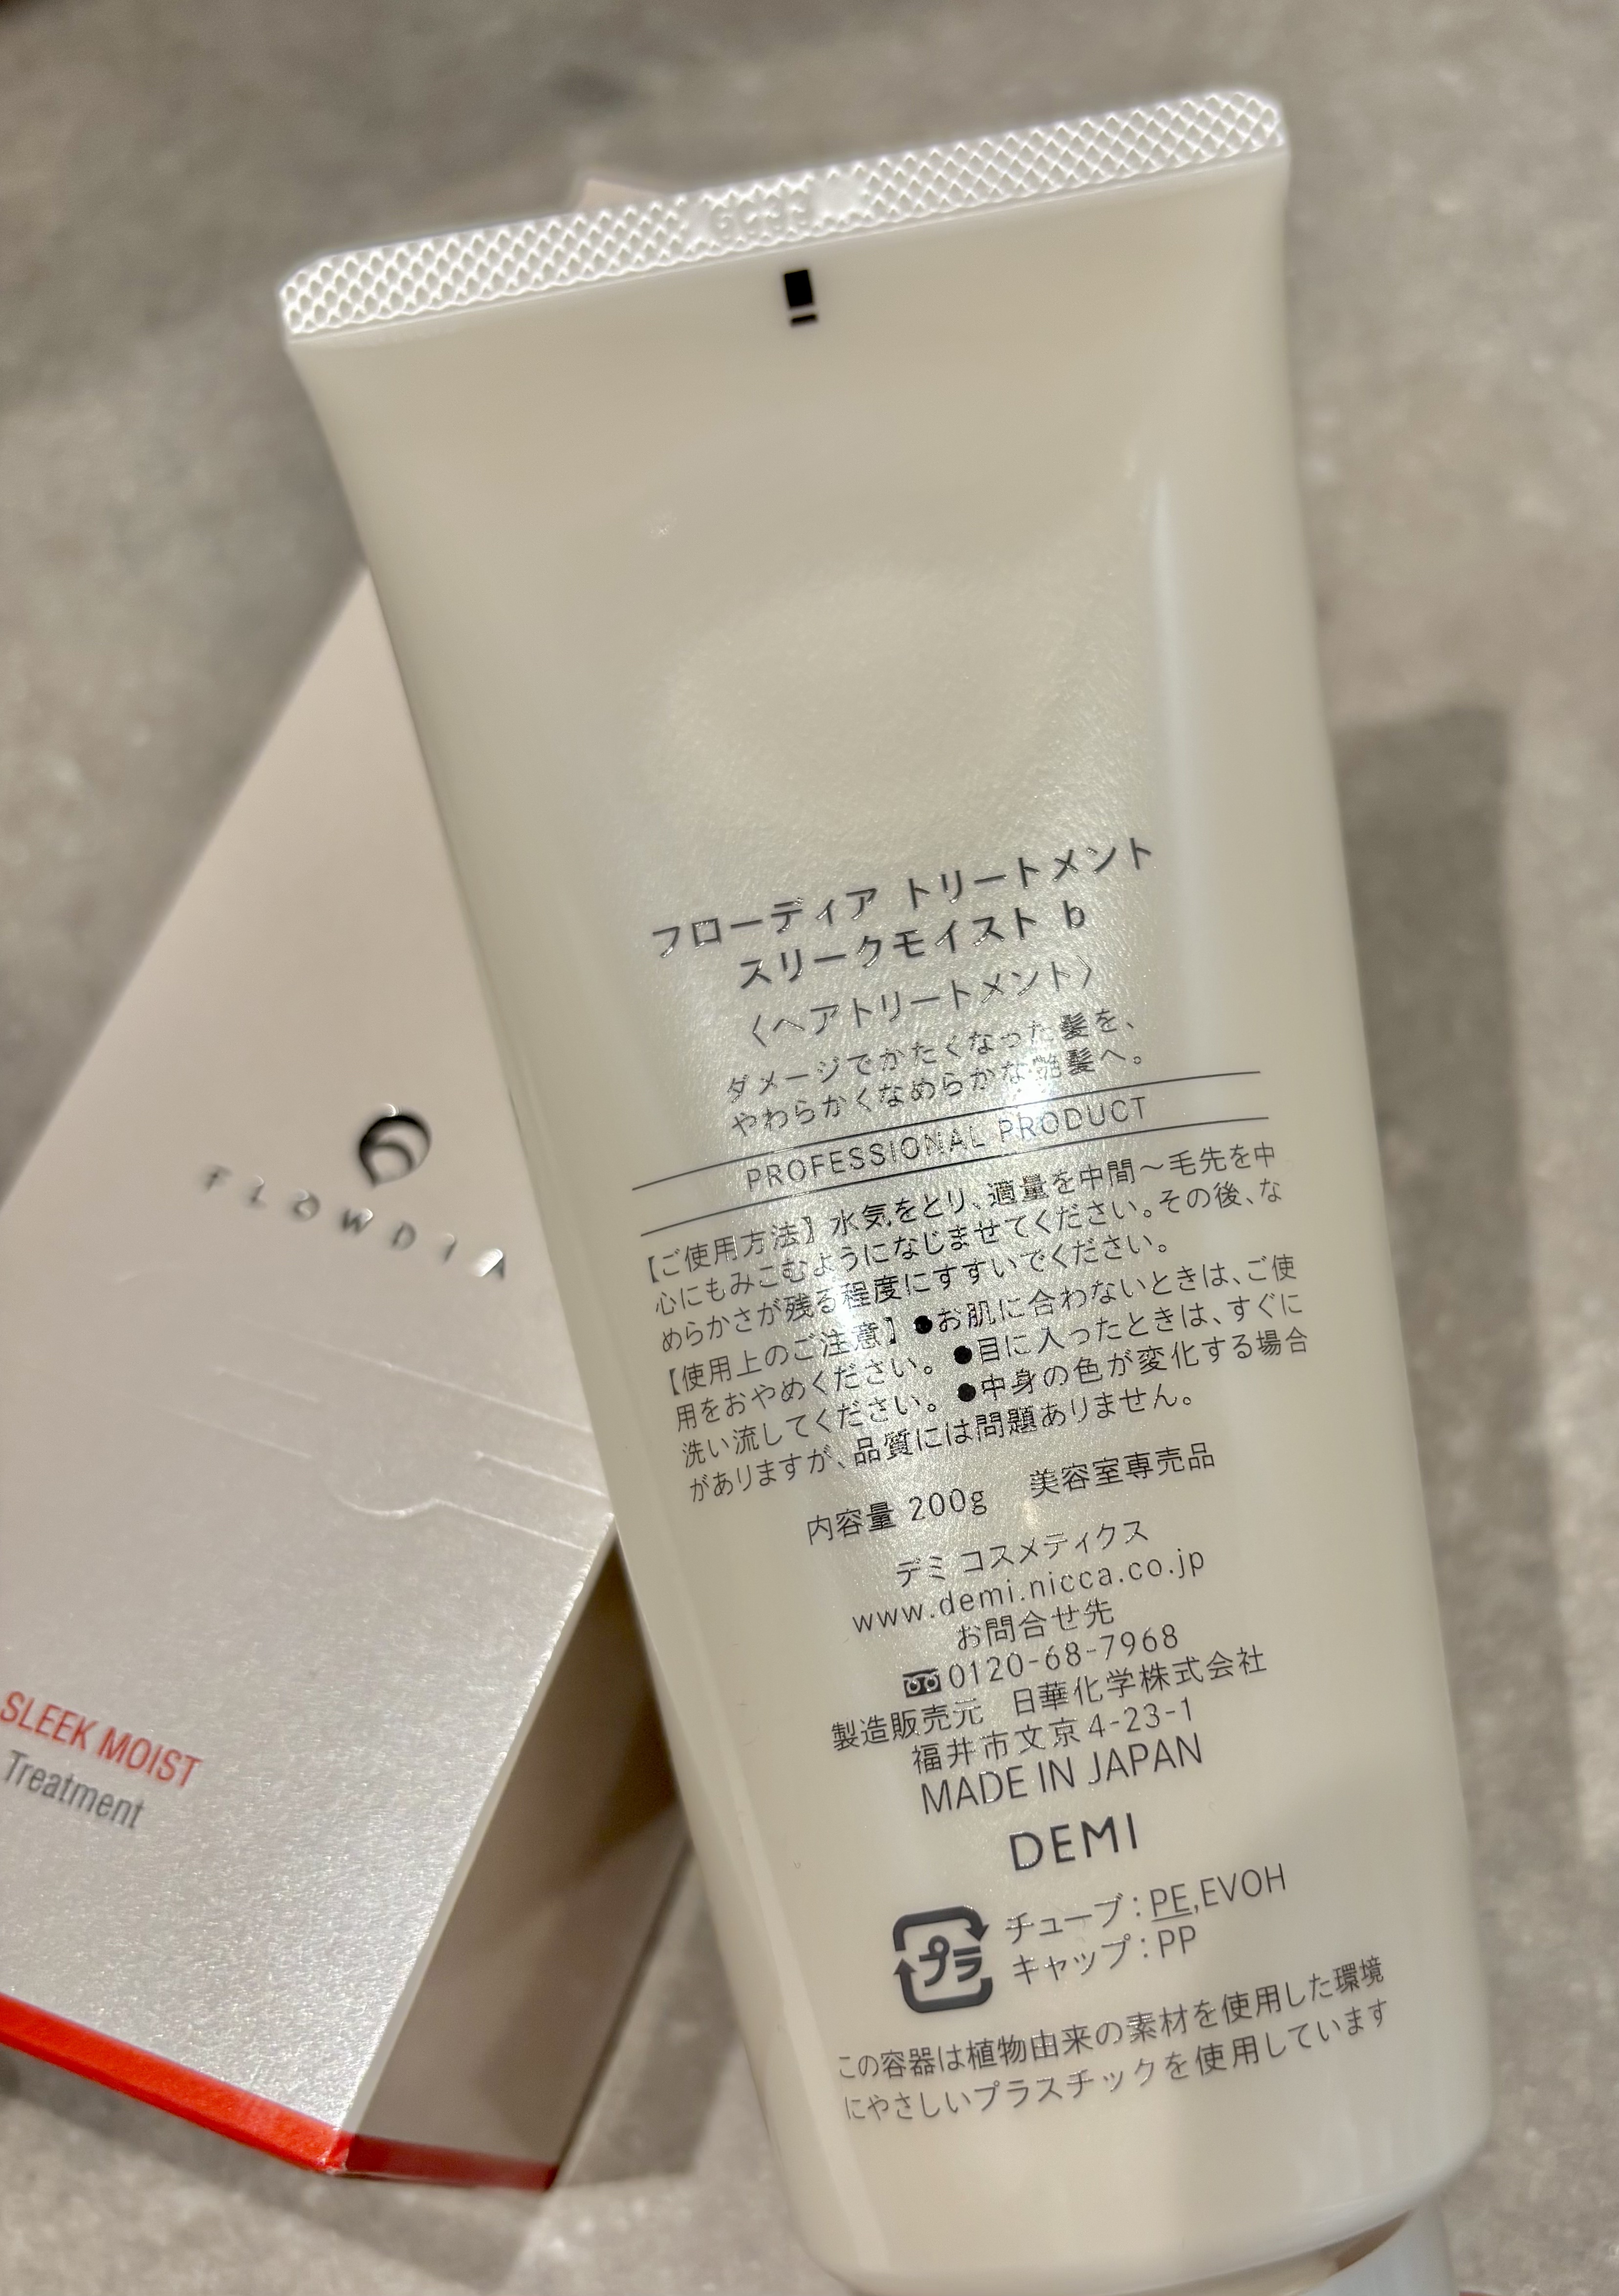 フローディア トリートメント
スリークモイスト b
〈ヘアトリートメント〉
ダメージでかたくなった髪を、
やわらかくなめらかな艶髪へ。
PROFESSIONAL PRODUCT
【ご使用方法】水気をとり、適量を中間～毛先を中
心にもみこむようになじませてください。その後、な
めらかさが残る程度にすすいでください。
【使用上のご注意】●お肌に合わないときは、ご使
用をおやめください。●目に入ったときは、すぐに
洗い流してください。●中身の色が変化する場合
がありますが、品質には問題ありません。
内容量 200g 美容室専売品
デミ コスメティクス
www.demi.nicca.co.jp
お問合せ先
0120-68-7968
製造販売元 日華化学株式会社
福井市文京4-23-1
MADE IN JAPAN
DEMI
プラ
チューブ：PE,EVOH
キャップ：PP
この容器は植物由来の素材を使用した環境
にやさしいプラスチックを使用しています
FLOWDIA
SLEEK MOIST
Treatment